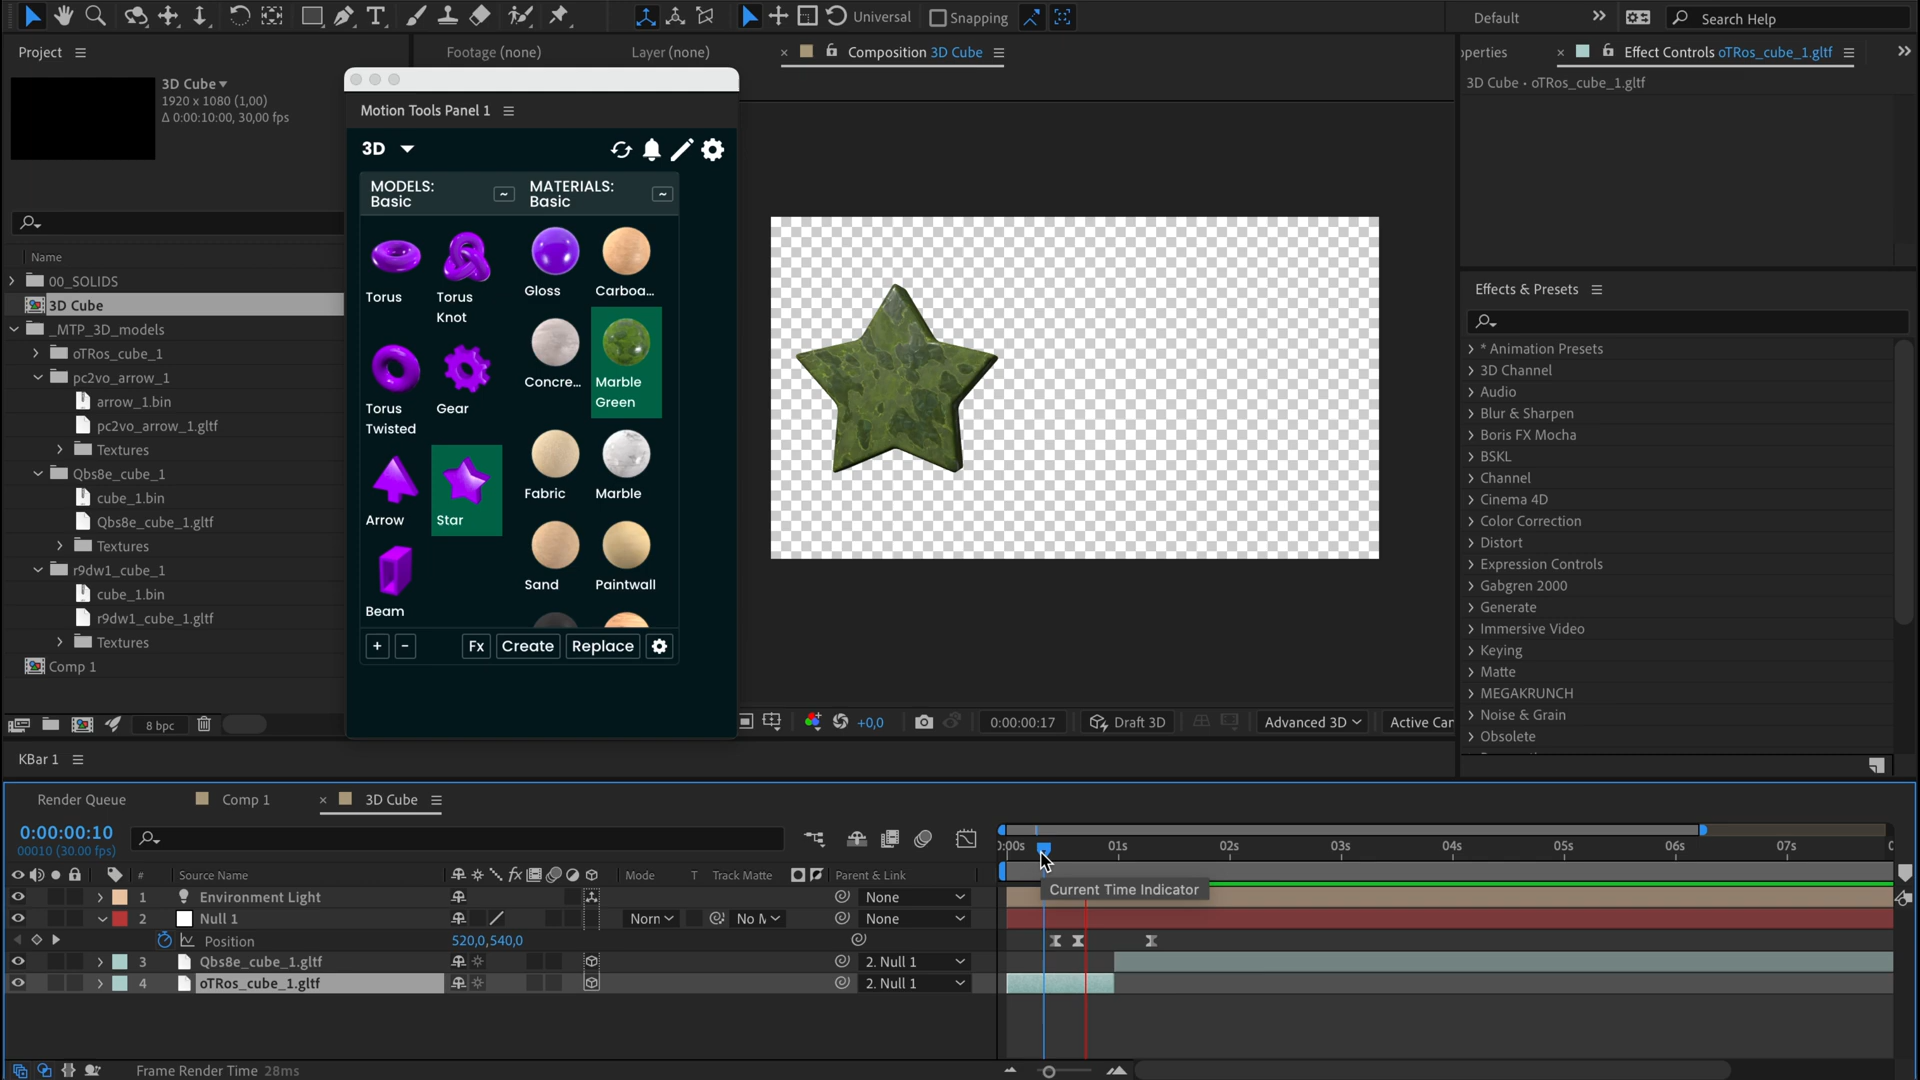 Universal
Snapping
Default
Search Help
Project
Footage (none)
Layer (none)
Composition 3D Cube
operties
Effect Controls oTRos_cube_1.gltf
3D Cube
1920 x 1080 (1,00)
Δ 0:00:10:00, 30,00 fps
3D Cube • oTRos_cube_1.gltf
Motion Tools Panel 1
3D
MODELS:
Basic
~
MATERIALS:
Basic
~
Torus
Torus
Knot
Gloss
Carboa...
Torus
Twisted
Gear
Concre...
Marble
Green
Arrow
Star
Fabric
Marble
Beam
Sand
Paintwall
+
-
Fx
Create
Replace
Name
00_SOLIDS
3D Cube
_MTP_3D_models
oTRos_cube_1
pc2vo_arrow_1
arrow_1.bin
pc2vo_arrow_1.gltf
Textures
Qbs8e_cube_1
cube_1.bin
Qbs8e_cube_1.gltf
Textures
r9dw1_cube_1
cube_1.bin
r9dw1_cube_1.gltf
Textures
Comp 1
8 bpc
+0,0
0:00:00:17
Draft 3D
Advanced 3D
Active Can
Effects & Presets
* Animation Presets
3D Channel
Audio
Blur & Sharpen
Boris FX Mocha
BSKL
Channel
Cinema 4D
Color Correction
Distort
Expression Controls
Gabgren 2000
Generate
Immersive Video
Keying
Matte
MEGAKRUNCH
Noise & Grain
Obsolete
KBar 1
Render Queue
Comp 1
3D Cube
0:00:00:10
00010 (30.00 fps)
# Source Name
fx
Mode
T
Track Matte
Parent & Link
):00s
01s
02s
03s
04s
05s
06s
07s
Current Time Indicator
1 Environment Light
None
2 Null 1
Norn
No M
None
Position
520,0,540,0
3 Qbs8e_cube_1.gltf
2. Null 1
4 oTRos_cube_1.gltf
2. Null 1
Frame Render Time 28ms